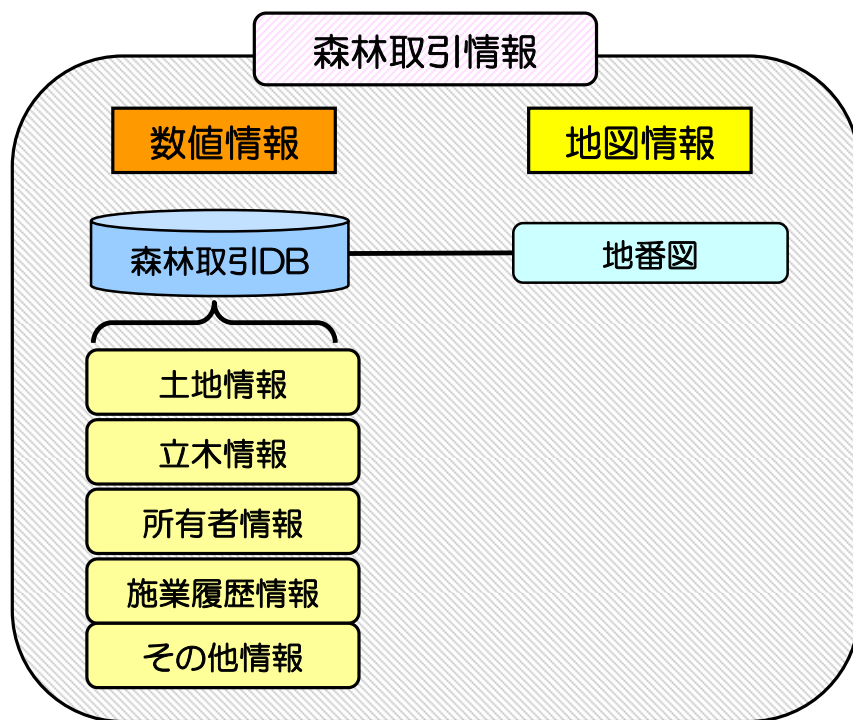 森林取引情報
数値情報
地図情報
森林取引DB
地番図
土地情報
立木情報
所有者情報
施業履歴情報
その他情報